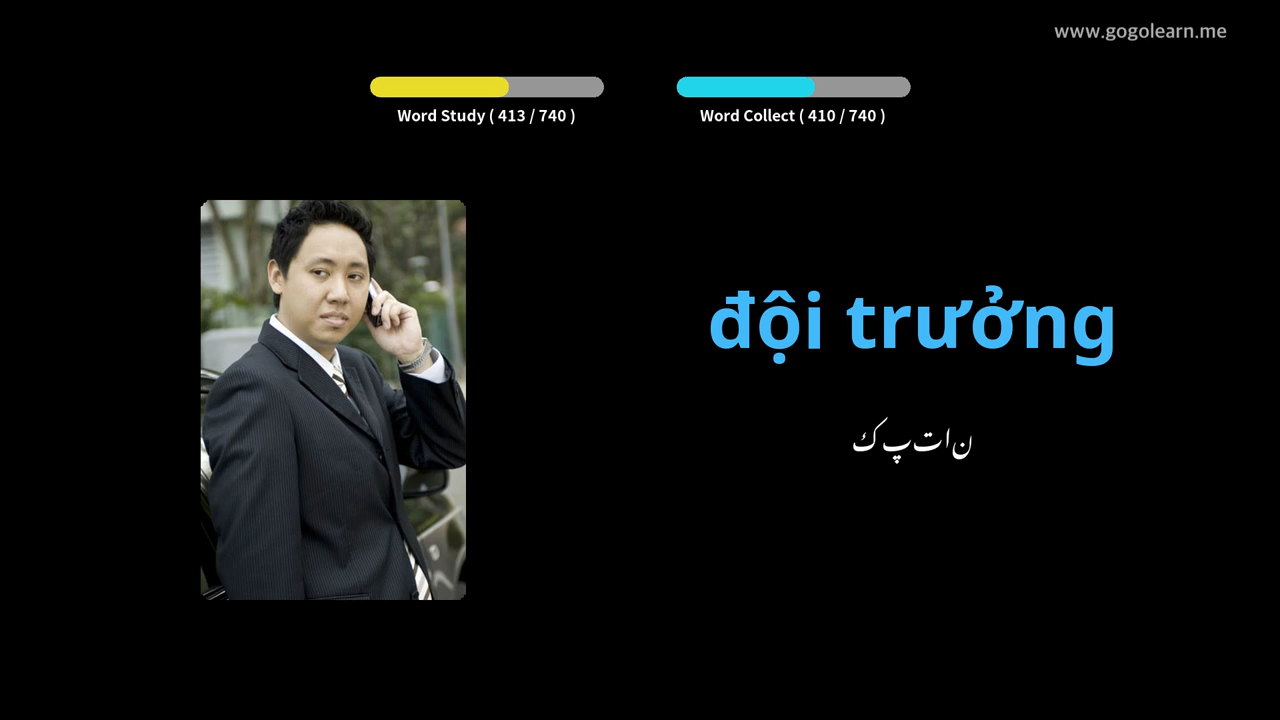 www.gogolearn.me
Word Study ( 413 / 740 )
Word Collect ( 410 / 740 )
đội trưởng
کپتان